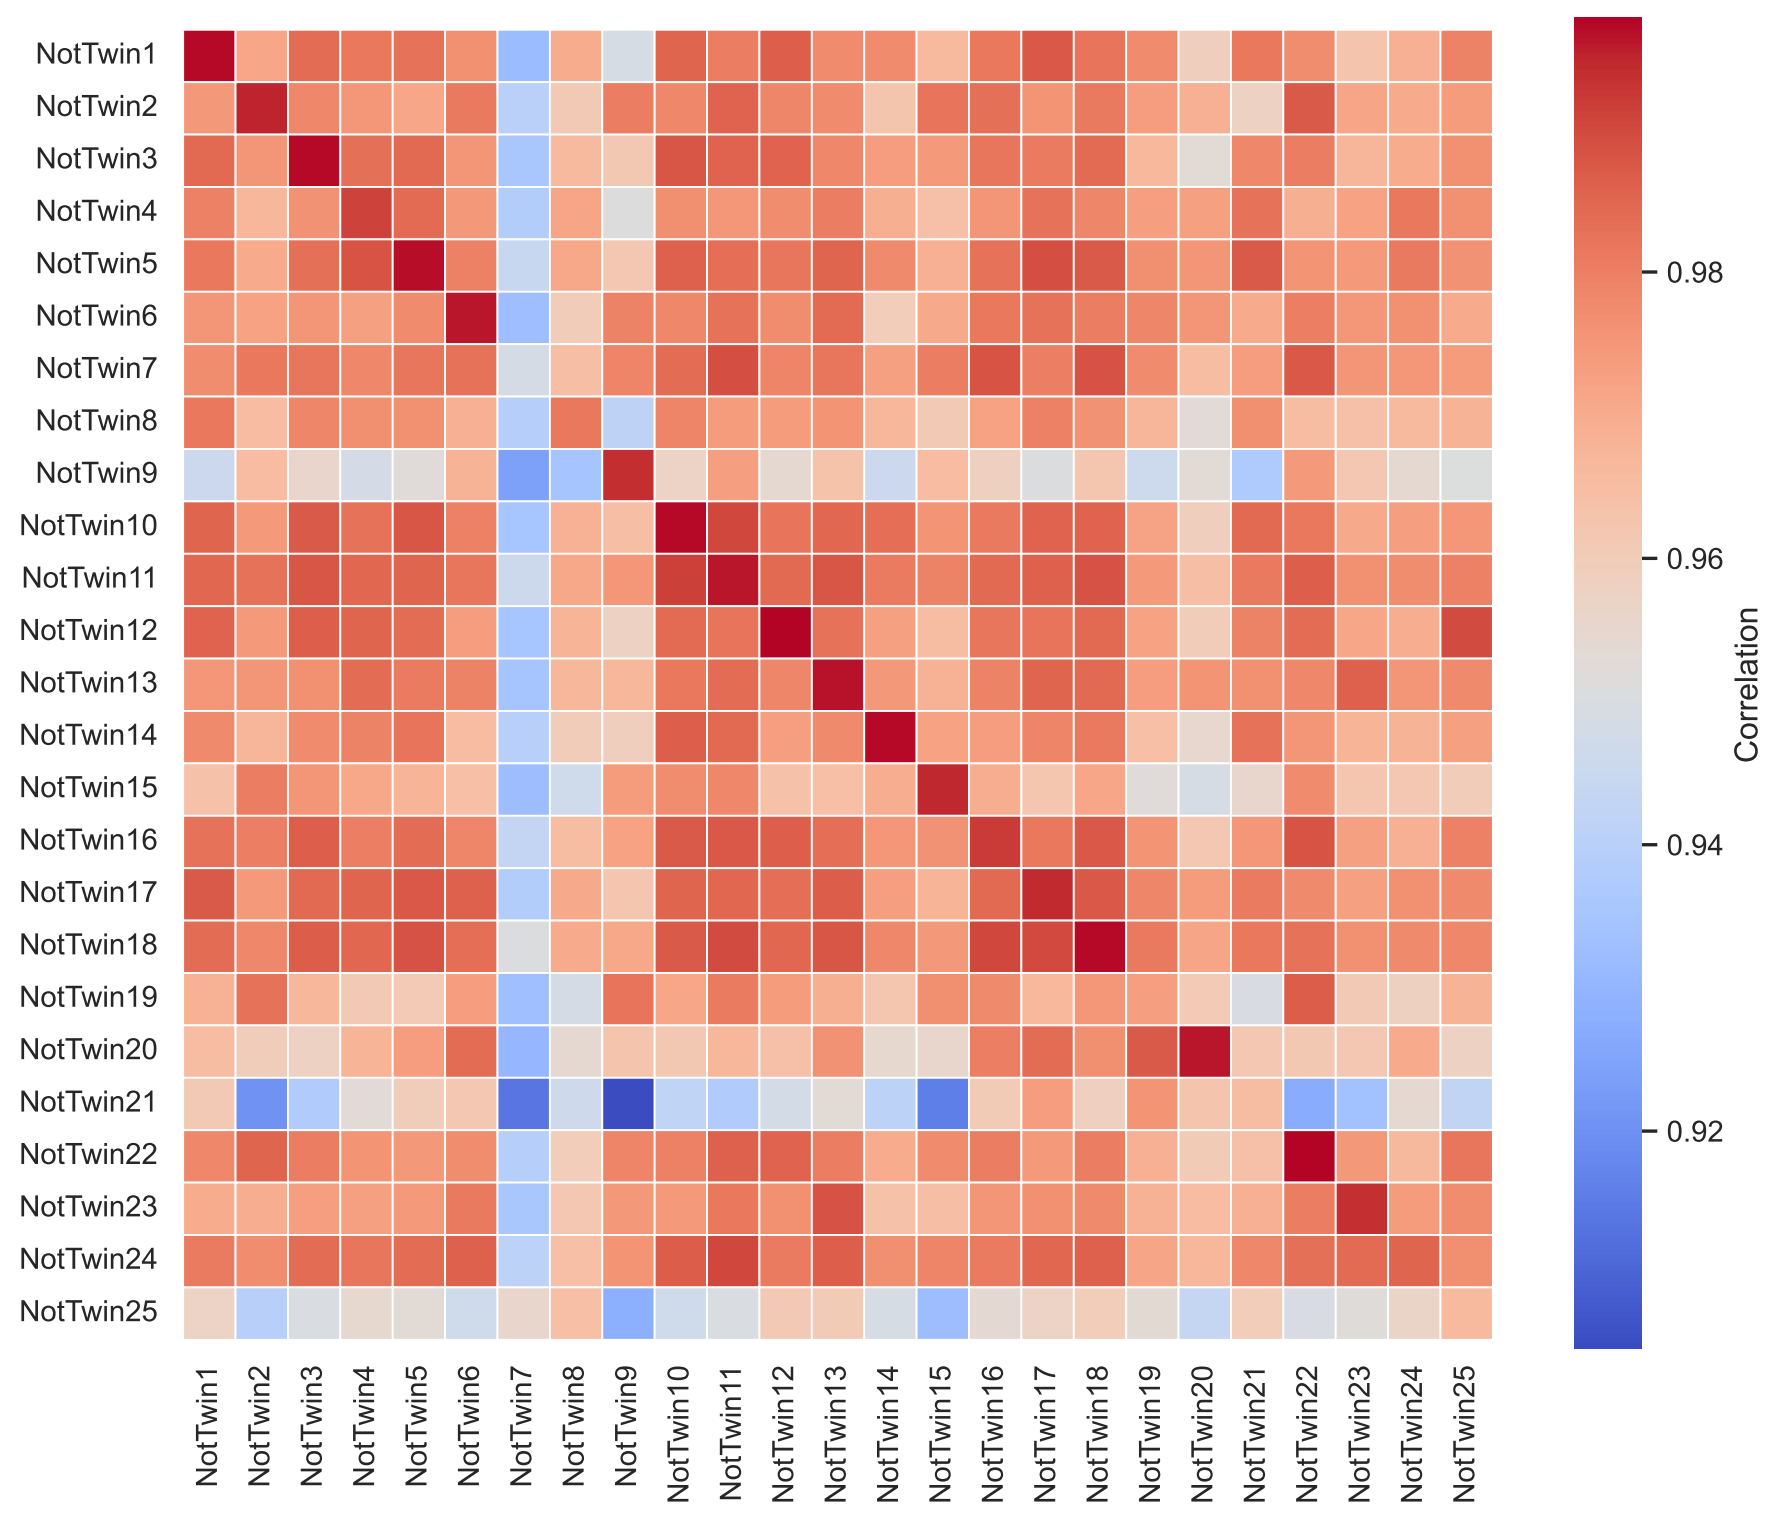 NotTwin1
NotTwin2
NotTwin3
NotTwin4
NotTwin5
NotTwin6
NotTwin7
NotTwin8
NotTwin9
NotTwin10
NotTwin11
NotTwin12
NotTwin13
NotTwin14
NotTwin15
NotTwin16
NotTwin17
NotTwin18
NotTwin19
NotTwin20
NotTwin21
NotTwin22
NotTwin23
NotTwin24
NotTwin25
NotTwin1
NotTwin2
NotTwin3
NotTwin4
NotTwin5
NotTwin6
NotTwin7
NotTwin8
NotTwin9
NotTwin10
NotTwin11
NotTwin12
NotTwin13
NotTwin14
NotTwin15
NotTwin16
NotTwin17
NotTwin18
NotTwin19
NotTwin20
NotTwin21
NotTwin22
NotTwin23
NotTwin24
NotTwin25
0.98
0.96
0.94
0.92
Correlation